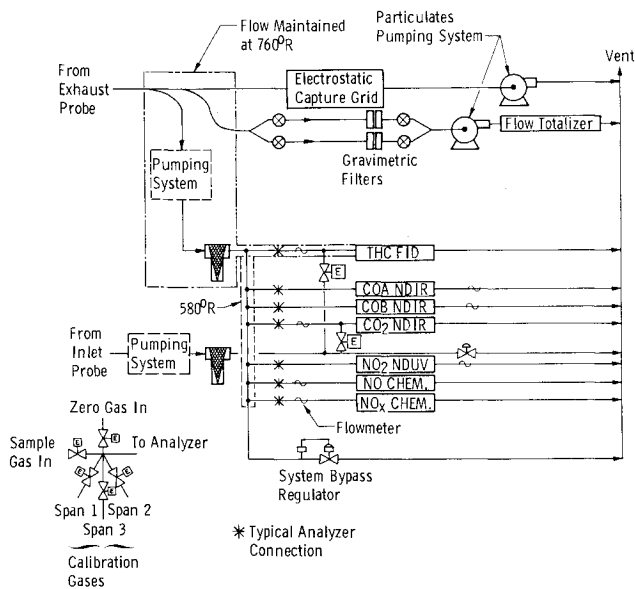 Flow Maintained
at 760ºR
Particulates
Pumping System
Vent
From
Exhaust
Probe
Electrostatic
Capture Grid
Flow Totalizer
Gravimetric
Filters
Pumping
System
THC FID
E
580ºR
COA NDIR
COB NDIR
CO2 NDIR
E
From
Inlet
Probe
Pumping
System
NO2 NDUV
NO CHEM.
NOx CHEM.
Flowmeter
Zero Gas In
E
Sample
Gas In
E
To Analyzer
E
E
E
Span 1
Span 2
Span 3
Calibration
Gases
System Bypass
Regulator
* Typical Analyzer
Connection